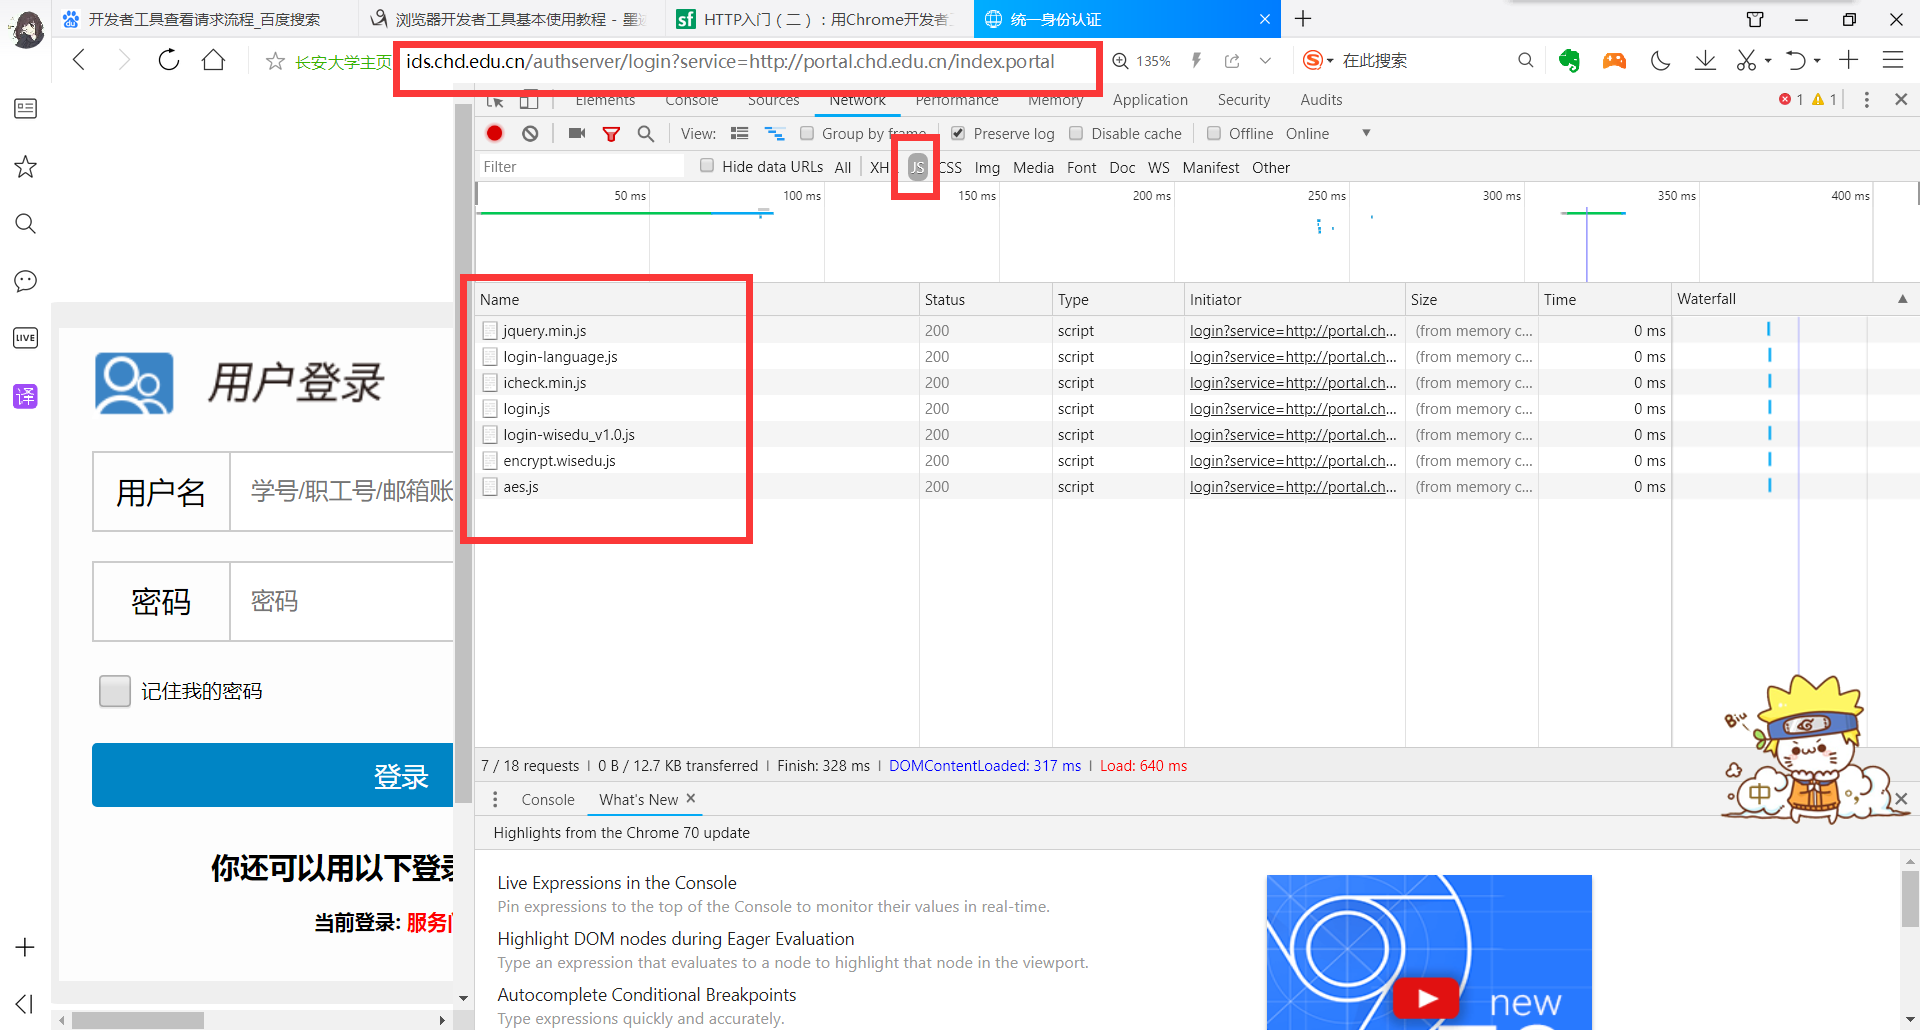 开发者工具查看请求流程_百度搜索
浏览器开发者工具基本使用教程 - 墨
HTTP入门（二）：用Chrome开发者
统一身份认证
长安大学主页
ids.chd.edu.cn/authserver/login?service=http://portal.chd.edu.cn/index.portal
135%
在此搜索
Elements Console Sources Network Performance Memory Application Security Audits
1 1
View: Group by frame Preserve log Disable cache Offline Online
Filter Hide data URLs All XH JS CSS Img Media Font Doc WS Manifest Other
50 ms 100 ms 150 ms 200 ms 250 ms 300 ms 350 ms 400 ms
Name Status Type Initiator Size Time Waterfall
jquery.min.js 200 script login?service=http://portal.ch... (from memory c... 0 ms
login-language.js 200 script login?service=http://portal.ch... (from memory c... 0 ms
icheck.min.js 200 script login?service=http://portal.ch... (from memory c... 0 ms
login.js 200 script login?service=http://portal.ch... (from memory c... 0 ms
login-wisedu_v1.0.js 200 script login?service=http://portal.ch... (from memory c... 0 ms
encrypt.wisedu.js 200 script login?service=http://portal.ch... (from memory c... 0 ms
aes.js 200 script login?service=http://portal.ch... (from memory c... 0 ms
7 / 18 requests | 0 B / 12.7 KB transferred | Finish: 328 ms | DOMContentLoaded: 317 ms | Load: 640 ms
Console What's New
Highlights from the Chrome 70 update
Live Expressions in the Console
Pin expressions to the top of the Console to monitor their values in real-time.
Highlight DOM nodes during Eager Evaluation
Type an expression that evaluates to a node to highlight that node in the viewport.
Autocomplete Conditional Breakpoints
Type expressions quickly and accurately.
new
LIVE
译
用户登录
用户名 学号/职工号/邮箱账
密码 密码
记住我的密码
登录
你还可以用以下登录
当前登录: 服务门
Biu
中